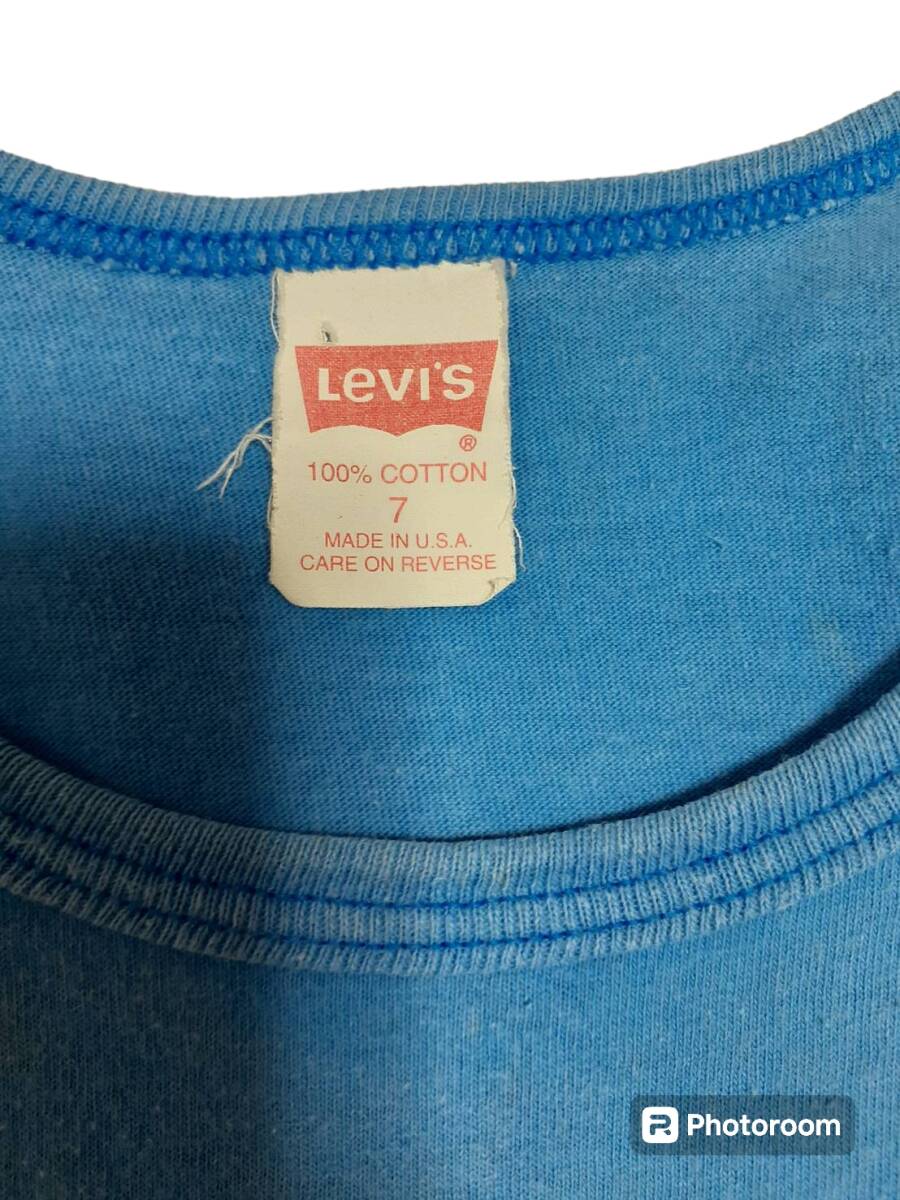 LeVI'S
®
100% COTTON
7
MADE IN U.S.A.
CARE ON REVERSE
Photoroom